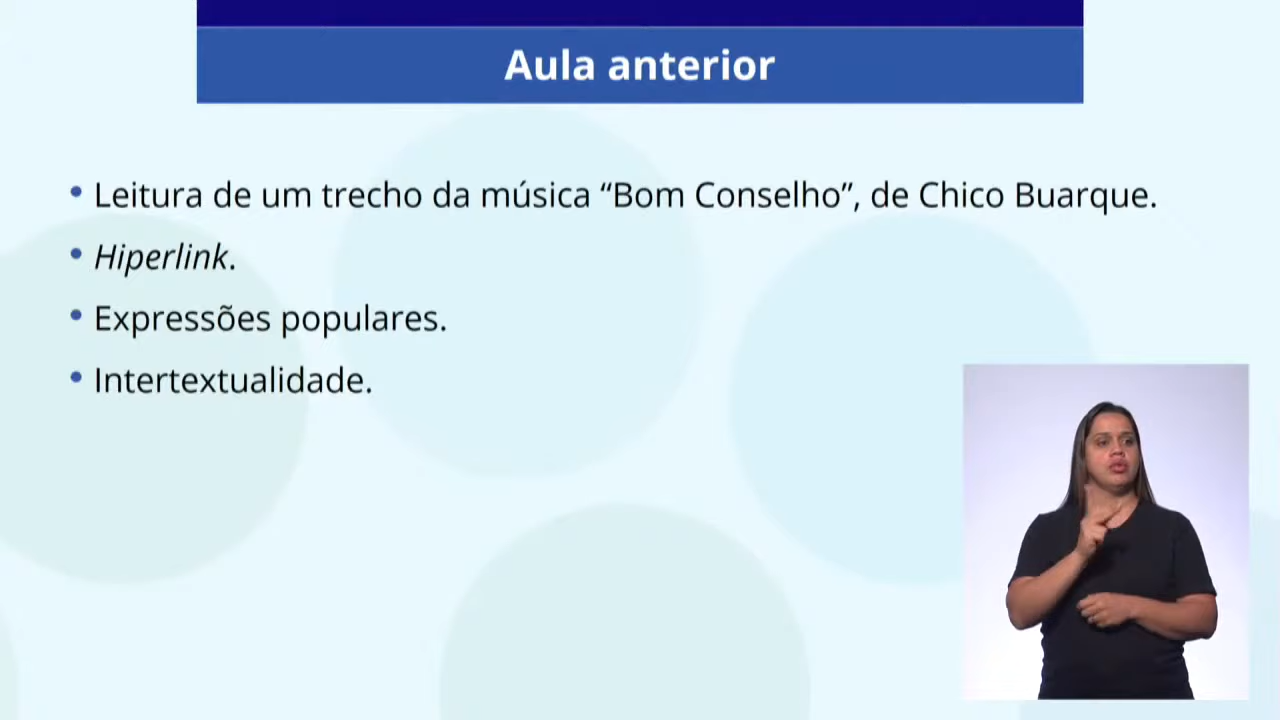 Aula anterior
• Leitura de um trecho da música “Bom Conselho”, de Chico Buarque.
• Hiperlink.
• Expressões populares.
• Intertextualidade.